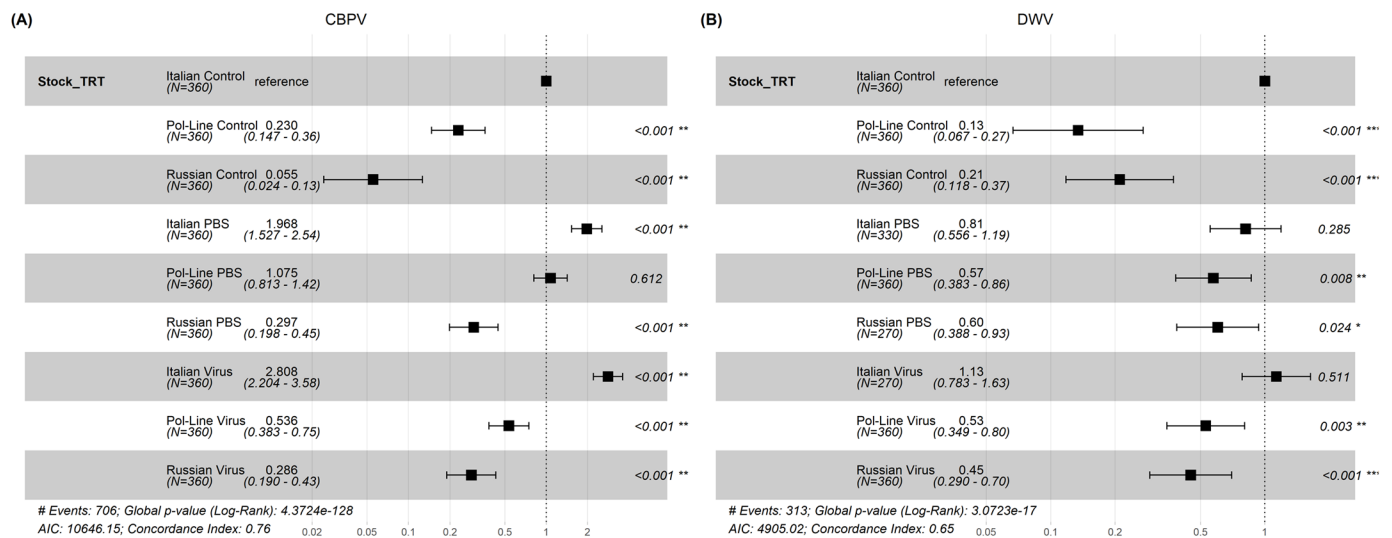 (A)
CBPV
Stock_TRT
Italian Control
(N=360)
reference
Pol-Line Control 0.230
(N=360) (0.147 - 0.36)
<0.001 **
Russian Control 0.055
(N=360) (0.024 - 0.13)
<0.001 **
Italian PBS 1.968
(N=360) (1.527 - 2.54)
<0.001 **
Pol-Line PBS 1.075
(N=360) (0.813 - 1.42)
0.612
Russian PBS 0.297
(N=360) (0.198 - 0.45)
<0.001 **
Italian Virus 2.808
(N=360) (2.204 - 3.58)
<0.001 **
Pol-Line Virus 0.536
(N=360) (0.383 - 0.75)
<0.001 **
Russian Virus 0.286
(N=360) (0.190 - 0.43)
<0.001 **
# Events: 706; Global p-value (Log-Rank): 4.3724e-128
AIC: 10646.15; Concordance Index: 0.76
0.02 0.05 0.1 0.2 0.5 1 2
(B)
DWV
Stock_TRT
Italian Control
(N=360)
reference
Pol-Line Control 0.13
(N=360) (0.067 - 0.27)
<0.001 ***
Russian Control 0.21
(N=360) (0.118 - 0.37)
<0.001 ***
Italian PBS 0.81
(N=330) (0.556 - 1.19)
0.285
Pol-Line PBS 0.57
(N=360) (0.383 - 0.86)
0.008 **
Russian PBS 0.60
(N=270) (0.388 - 0.93)
0.024 *
Italian Virus 1.13
(N=270) (0.783 - 1.63)
0.511
Pol-Line Virus 0.53
(N=360) (0.349 - 0.80)
0.003 **
Russian Virus 0.45
(N=360) (0.290 - 0.70)
<0.001 ***
# Events: 313; Global p-value (Log-Rank): 3.0723e-17
AIC: 4905.02; Concordance Index: 0.65
0.05 0.1 0.5 1